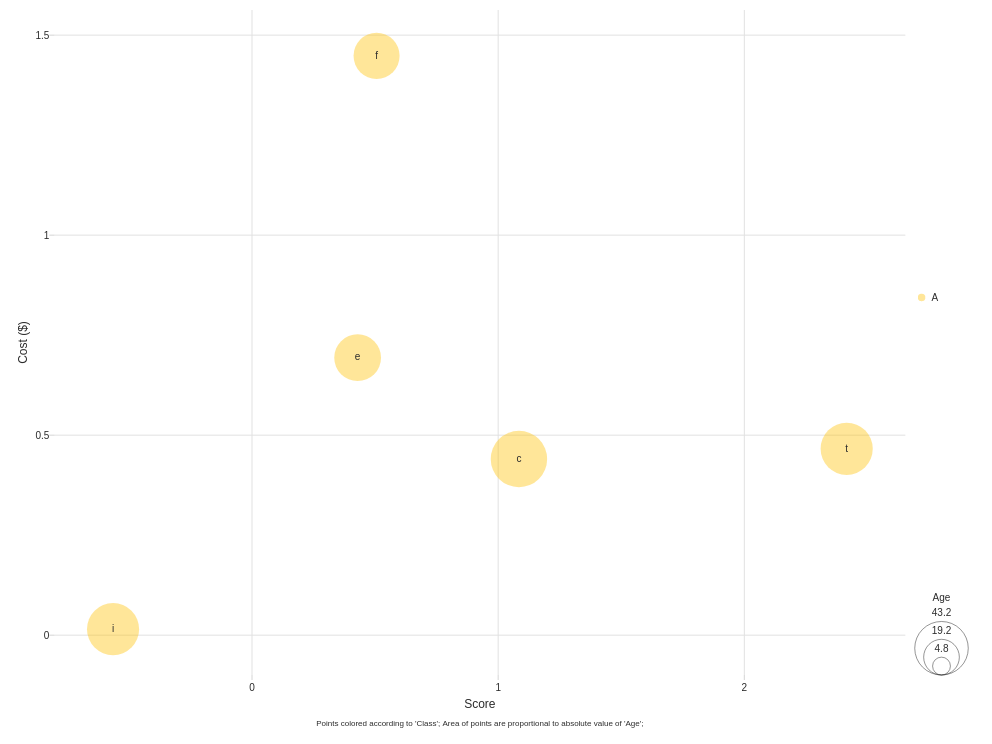 1.5
1
0.5
0
Cost ($)
f
e
c
t
i
0
1
2
Score
A
Age
43.2
19.2
4.8
Points colored according to 'Class'; Area of points are proportional to absolute value of 'Age';